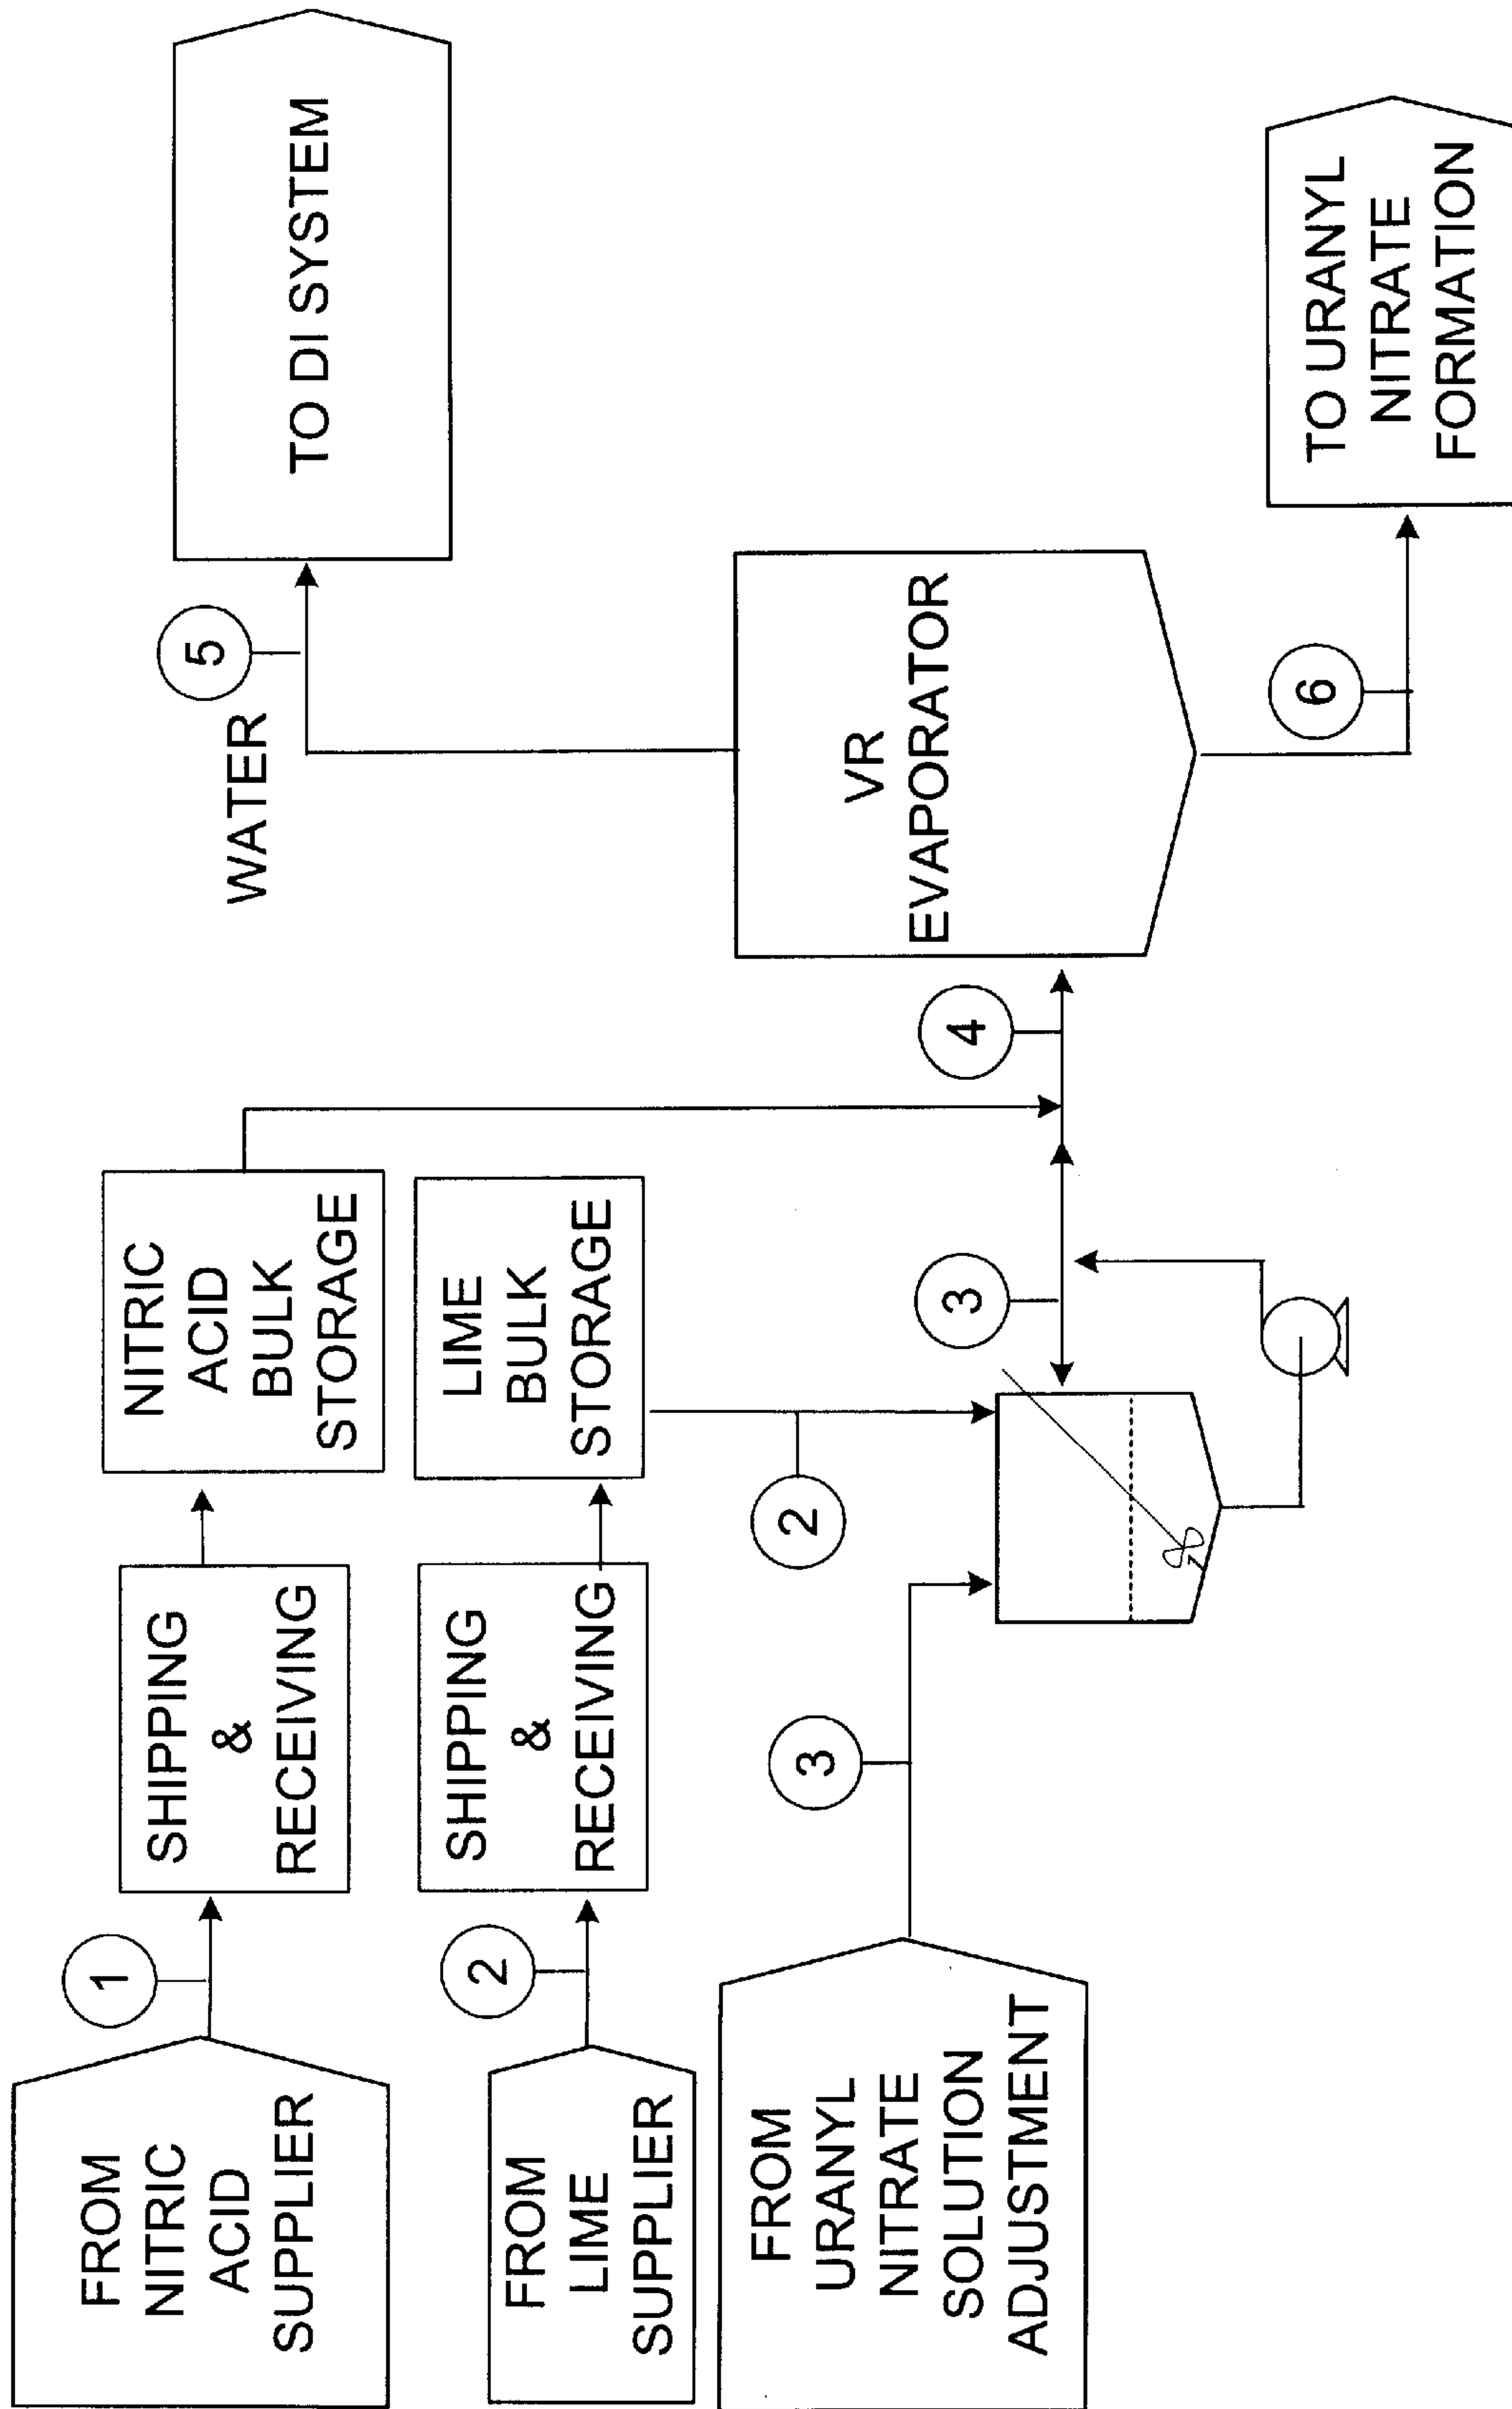 FROM
NITRIC
ACID
SUPPLIER
1
SHIPPING
&
RECEIVING
NITRIC
ACID
BULK
STORAGE
WATER
5
TO DI SYSTEM
FROM
LIME
SUPPLIER
2
SHIPPING
&
RECEIVING
LIME
BULK
STORAGE
2
FROM
URANYL
NITRATE
SOLUTION
ADJUSTMENT
3
3
4
VR
EVAPORATOR
6
TO URANYL
NITRATE
FORMATION